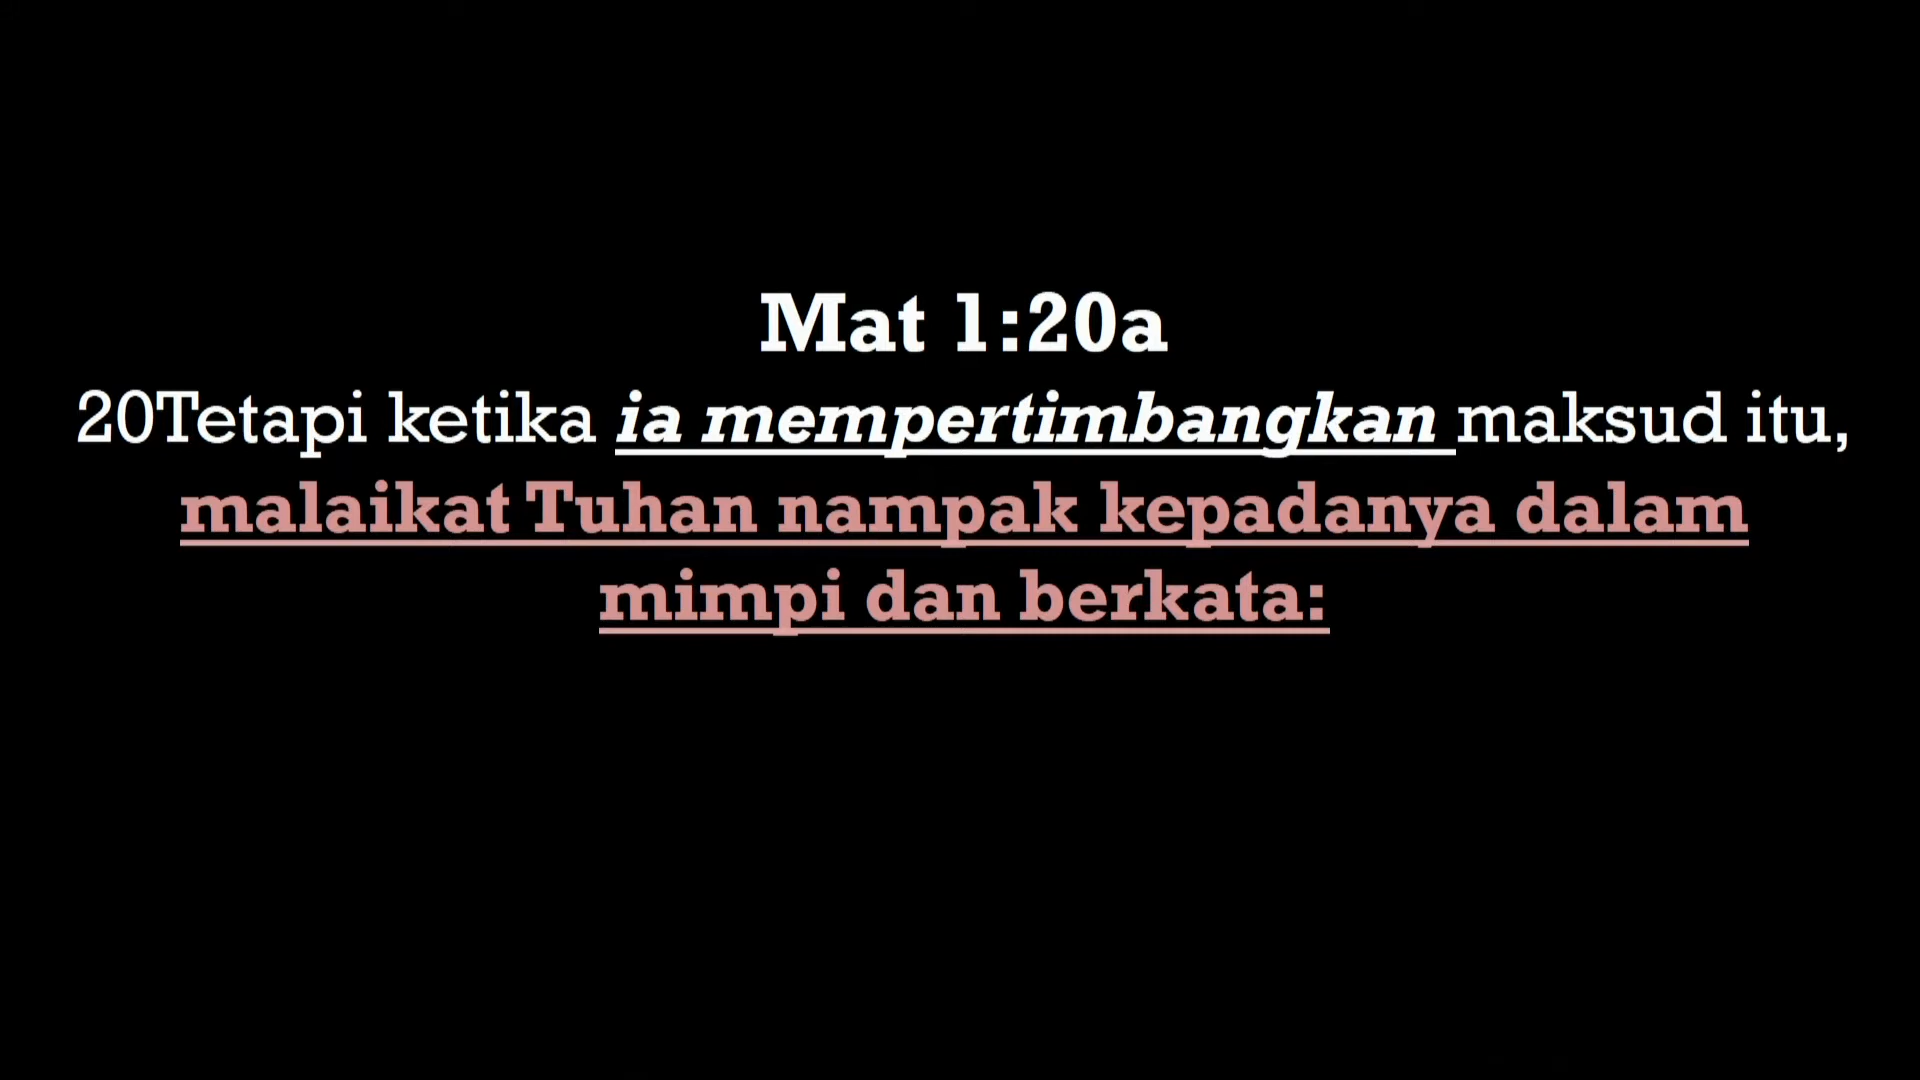 Mat 1:20a
20Tetapi ketika ia mempertimbangkan maksud itu,
malaikat Tuhan nampak kepadanya dalam
mimpi dan berkata: